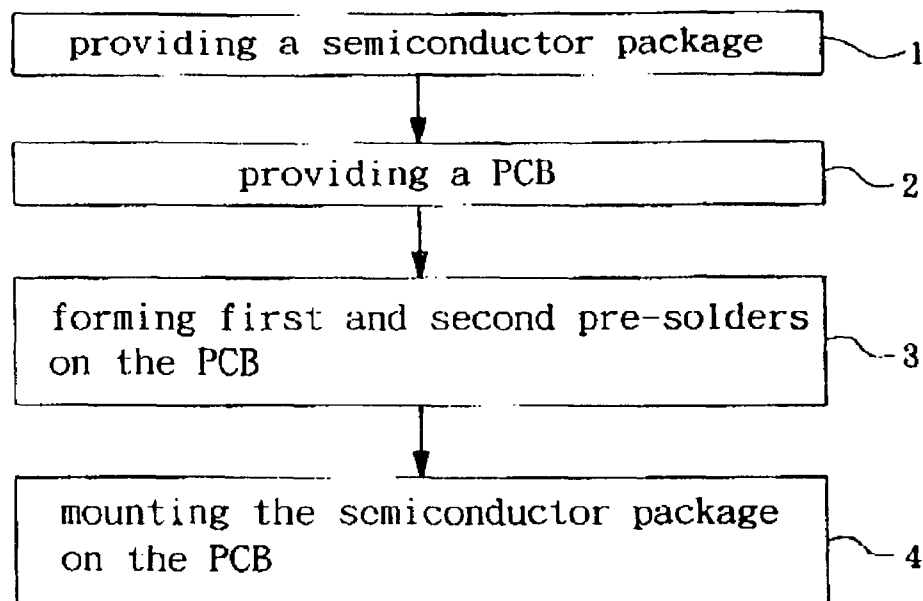 providing a semiconductor package
1
providing a PCB
2
forming first and second pre-solders
on the PCB
3
mounting the semiconductor package
on the PCB
4